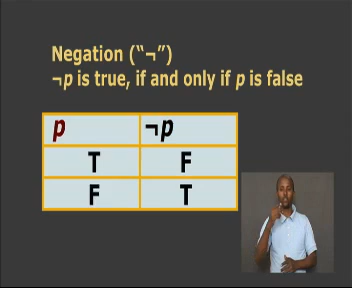 Negation (“¬”)
¬p is true, if and only if p is false
p ¬p
T F
F T